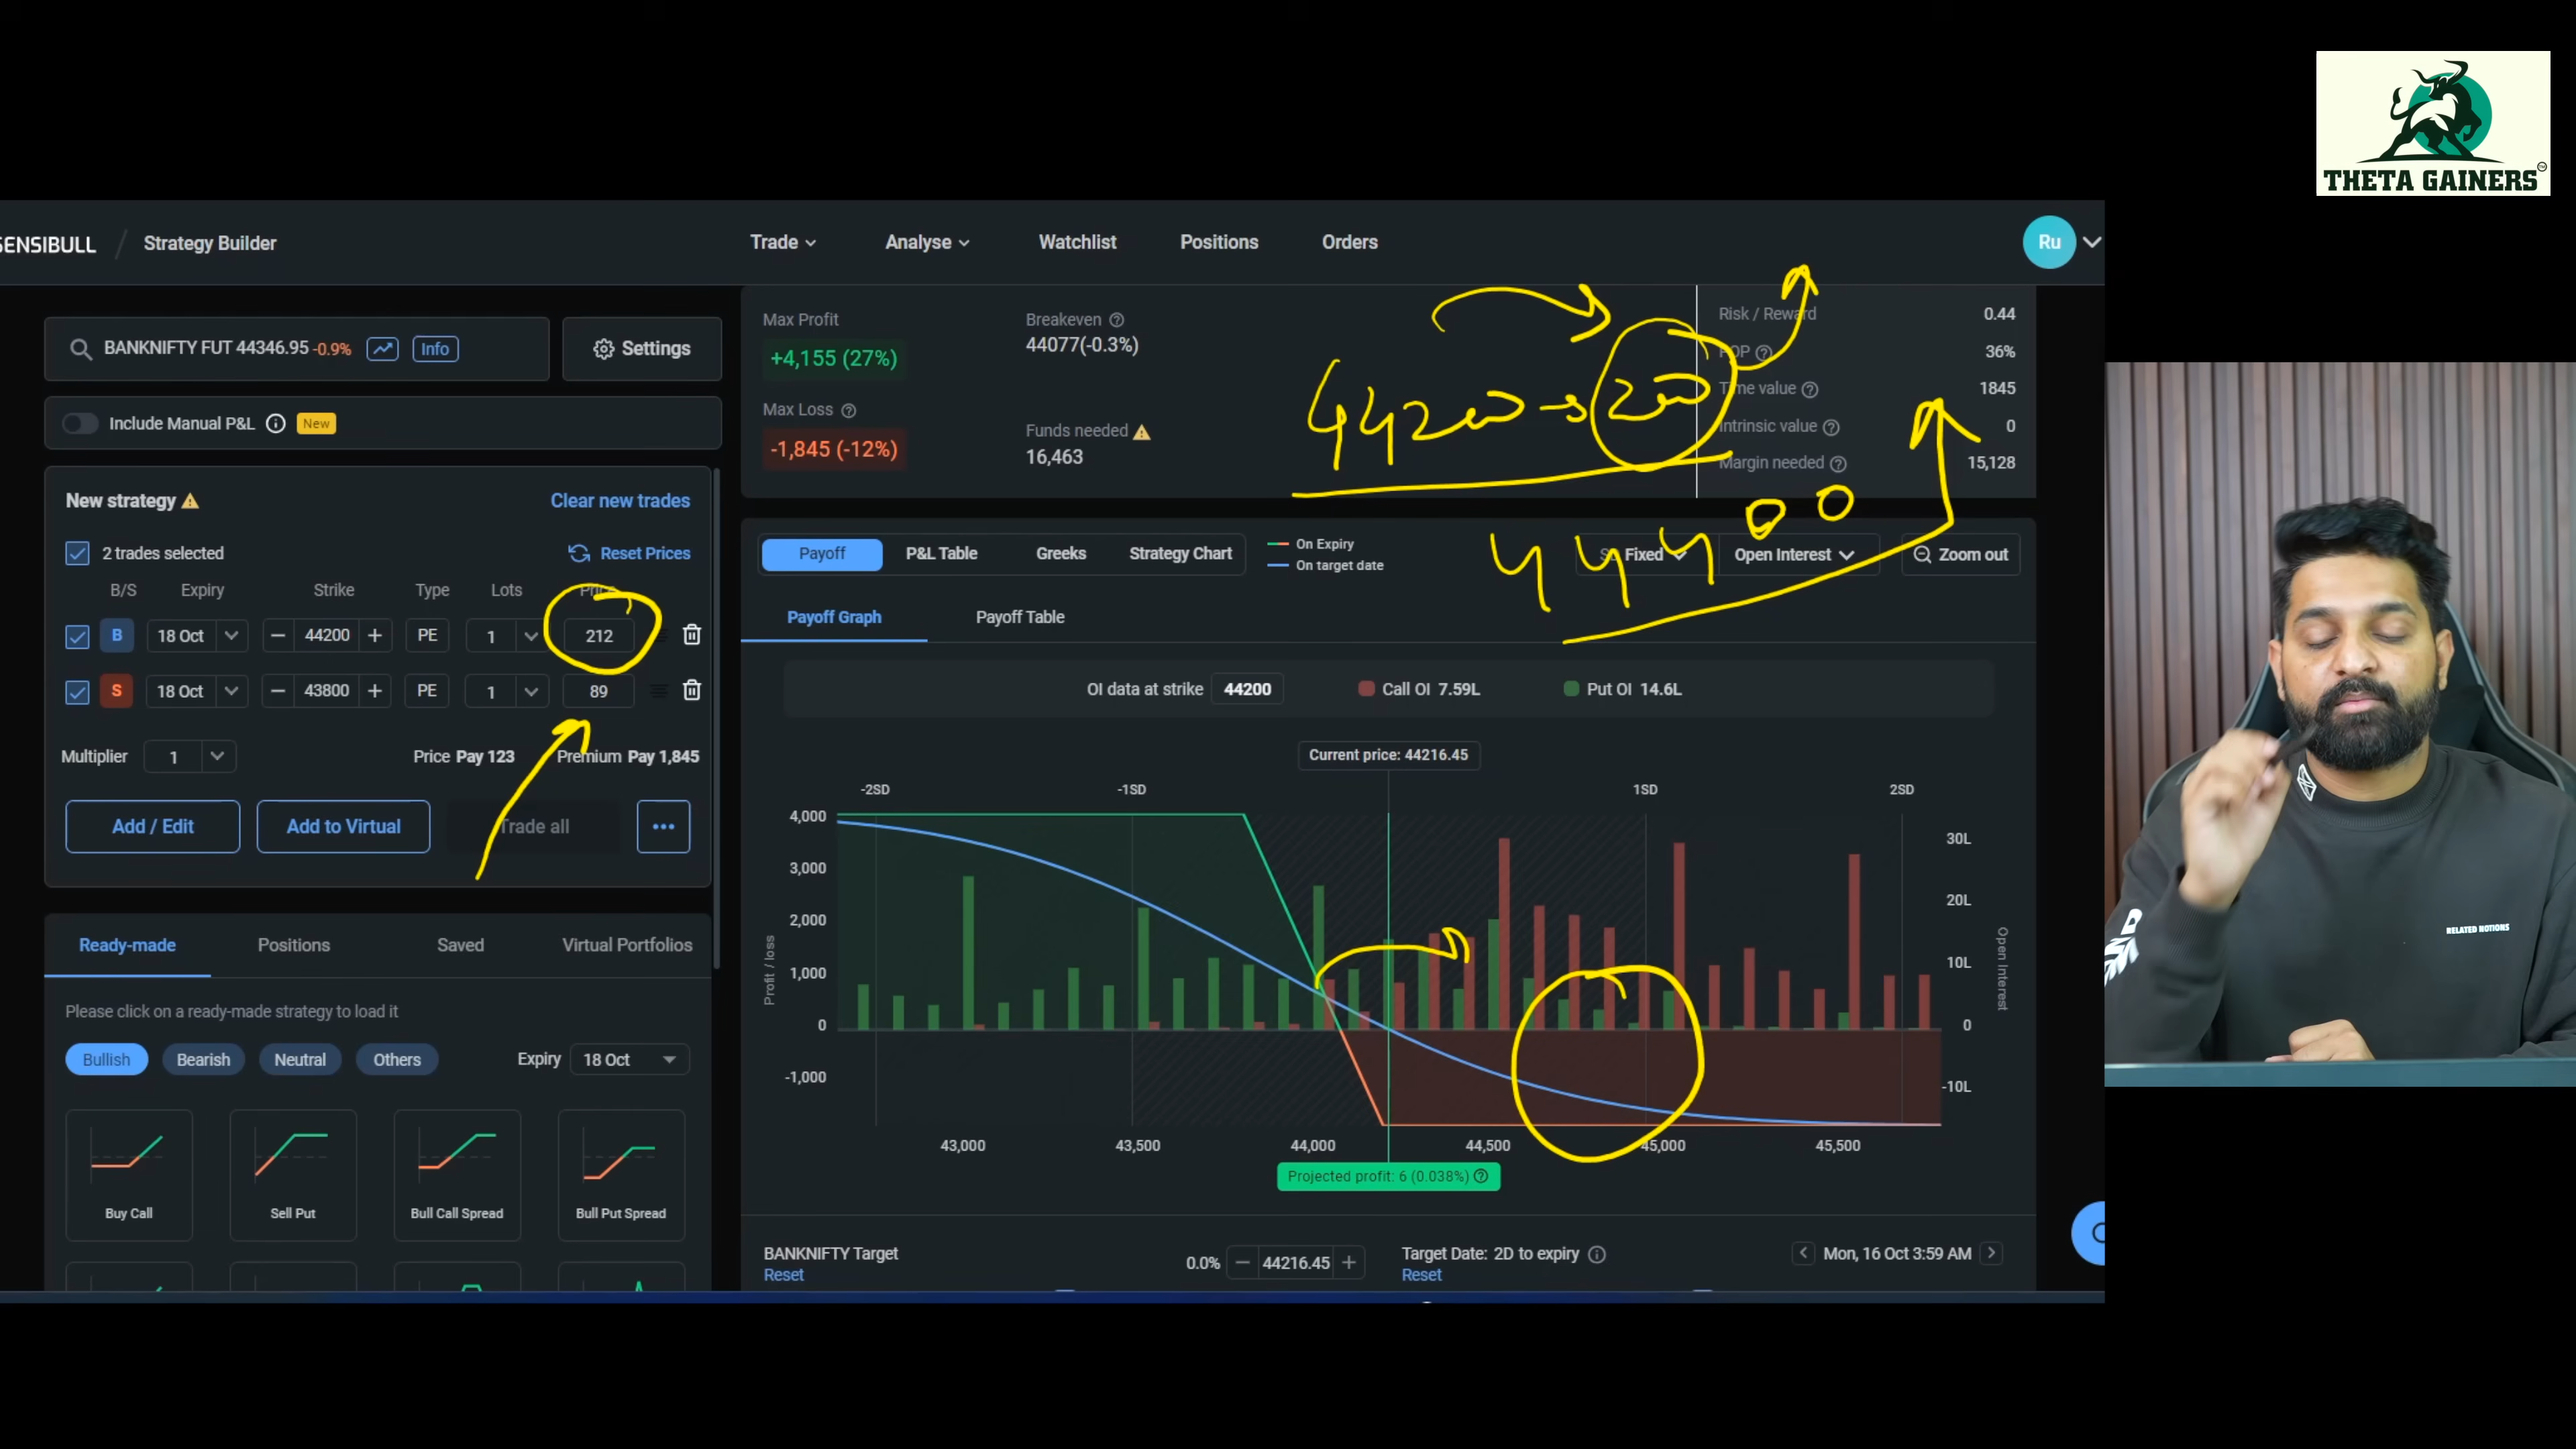 THETA GAINERS
SENSIBULL / Strategy Builder
Trade Analyse Watchlist Positions Orders
Ru
BANKNIFTY FUT 44346.95 -0.9% Info
Settings
Include Manual P&L New
New strategy Clear new trades
2 trades selected Reset Prices
B/S Expiry Strike Type Lots
B 18 Oct − 44200 + PE 1 212
S 18 Oct − 43800 + PE 1 89
Multiplier 1 Price Pay 123 Premium Pay 1,845
Add / Edit Add to Virtual Trade all ...
Ready-made Positions Saved Virtual Portfolios
Please click on a ready-made strategy to load it
Bullish Bearish Neutral Others Expiry 18 Oct
Buy Call Sell Put Bull Call Spread Bull Put Spread
Max Profit
+4,155 (27%)
Max Loss
-1,845 (-12%)
Breakeven
44077(-0.3%)
Funds needed
16,463
44200 → 200
Risk / Reward 0.44
POP 36%
Time value 1845
Intrinsic value 0
Margin needed 15,128
44400
Payoff P&L Table Greeks Strategy Chart
On Expiry
On target date
Fixed Open Interest Zoom out
Payoff Graph Payoff Table
OI data at strike 44200 Call OI 7.59L Put OI 14.6L
Current price: 44216.45
-2SD -1SD 1SD 2SD
4,000
3,000
2,000
1,000
0
-1,000
Profit / loss
30L
20L
10L
0
-10L
Open Interest
43,000 43,500 44,000 44,500 45,000 45,500
Projected profit: 6 (0.038%)
BANKNIFTY Target 0.0% − 44216.45 +
Reset
Target Date: 2D to expiry Mon, 16 Oct 3:59 AM
Reset
RELATED NOTIONS